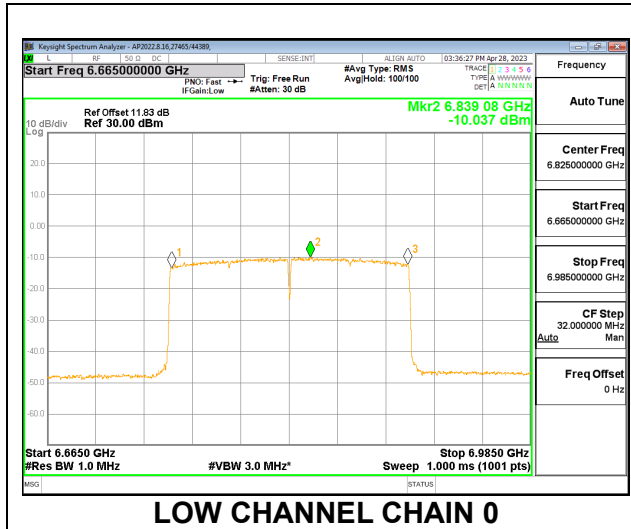 Keysight Spectrum Analyzer - AP2022.8.16,27465/44389,
LXI L RF 50 Ω DC SENSE:INT ALIGN AUTO 03:36:27 PM Apr 28, 2023
Start Freq 6.665000000 GHz
PNO: Fast
IFGain:Low
Trig: Free Run
#Atten: 30 dB
#Avg Type: RMS
Avg|Hold: 100/100
TRACE 1 2 3 4 5 6
TYPE A WWWWW
DET A N N N N N
Ref Offset 11.83 dB
Ref 30.00 dBm
10 dB/div
Log
Mkr2 6.839 08 GHz
-10.037 dBm
20.0
10.0
0.00
-10.0
-20.0
-30.0
-40.0
-50.0
-60.0
1
2
3
Start 6.6650 GHz
Stop 6.9850 GHz
#Res BW 1.0 MHz
#VBW 3.0 MHz*
Sweep 1.000 ms (1001 pts)
MSG
STATUS
Frequency
Auto Tune
Center Freq
6.825000000 GHz
Start Freq
6.665000000 GHz
Stop Freq
6.985000000 GHz
CF Step
32.000000 MHz
Auto Man
Freq Offset
0 Hz
LOW CHANNEL CHAIN 0